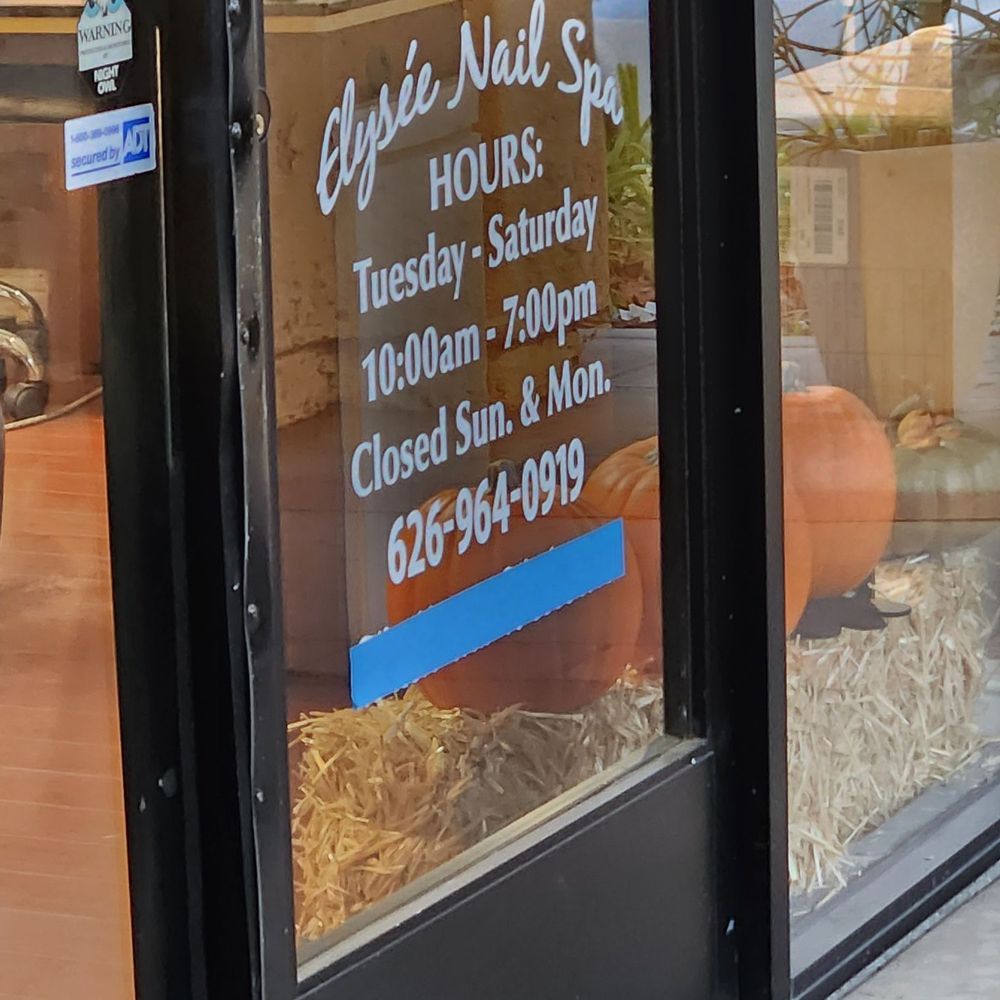 WARNING
NIGHT
OWL
secured by ADT
Elysée Nail Spa
HOURS:
Tuesday - Saturday
10:00am - 7:00pm
Closed Sun. & Mon.
626-964-0919